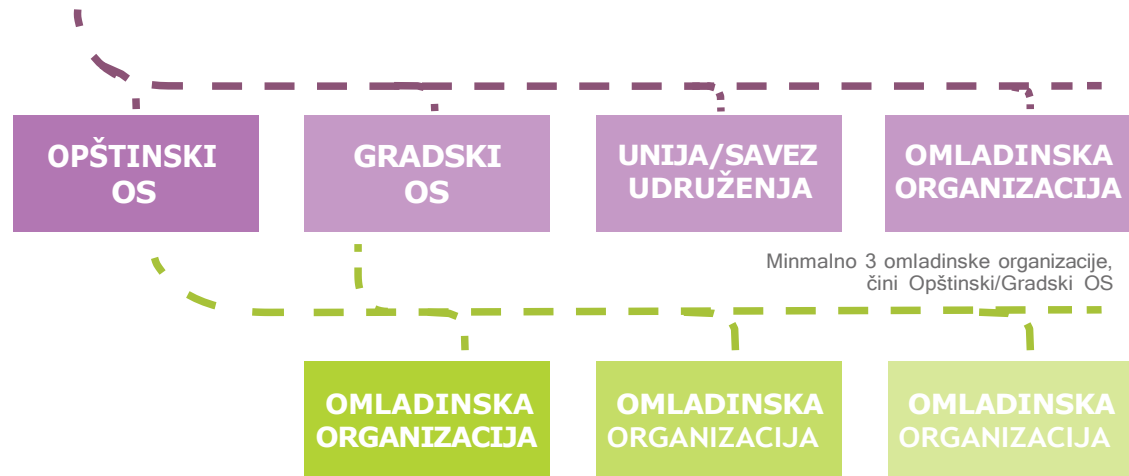 OPŠTINSKI
OS
GRADSKI
OS
UNIJA/SAVEZ
UDRUŽENJA
OMLADINSKA
ORGANIZACIJA
Minmalno 3 omladinske organizacije,
čini Opštinski/Gradski OS
OMLADINSKA
ORGANIZACIJA
OMLADINSKA
ORGANIZACIJA
OMLADINSKA
ORGANIZACIJA